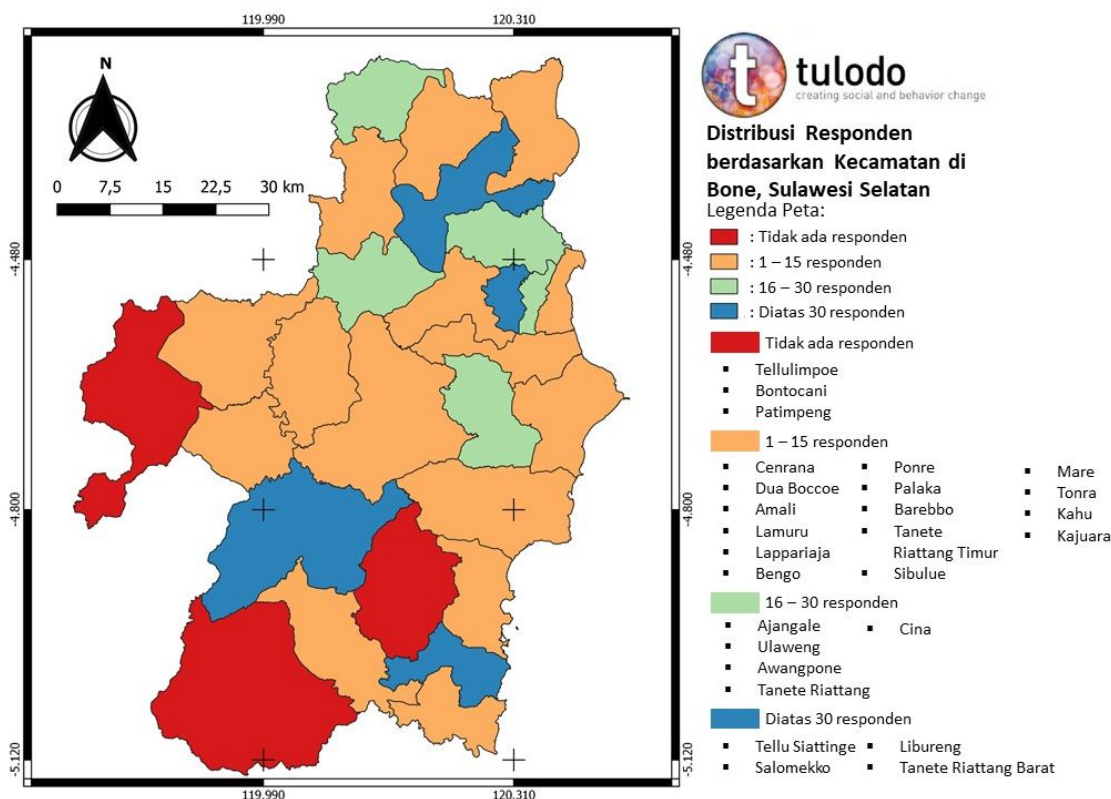 119.990 120.310
N
0 7,5 15 22,5 30 km
-4.480 -4.480
-4.800 -4.800
-5.120 -5.120
119.990 120.310
t tulodo
creating social and behavior change
Distribusi Responden
berdasarkan Kecamatan di
Bone, Sulawesi Selatan
Legenda Peta:
: Tidak ada responden
: 1 – 15 responden
: 16 – 30 responden
: Diatas 30 responden
Tidak ada responden
▪ Tellulimpoe
▪ Bontocani
▪ Patimpeng
1 – 15 responden
▪ Cenrana
▪ Dua Boccoe
▪ Amali
▪ Lamuru
▪ Lappariaja
▪ Bengo
▪ Ponre
▪ Palaka
▪ Barebbo
▪ Tanete
Riattang Timur
▪ Sibulue
▪ Mare
▪ Tonra
▪ Kahu
▪ Kajuara
16 – 30 responden
▪ Ajangale
▪ Ulaweng
▪ Awangpone
▪ Tanete Riattang
▪ Cina
Diatas 30 responden
▪ Tellu Siattinge
▪ Salomekko
▪ Libureng
▪ Tanete Riattang Barat